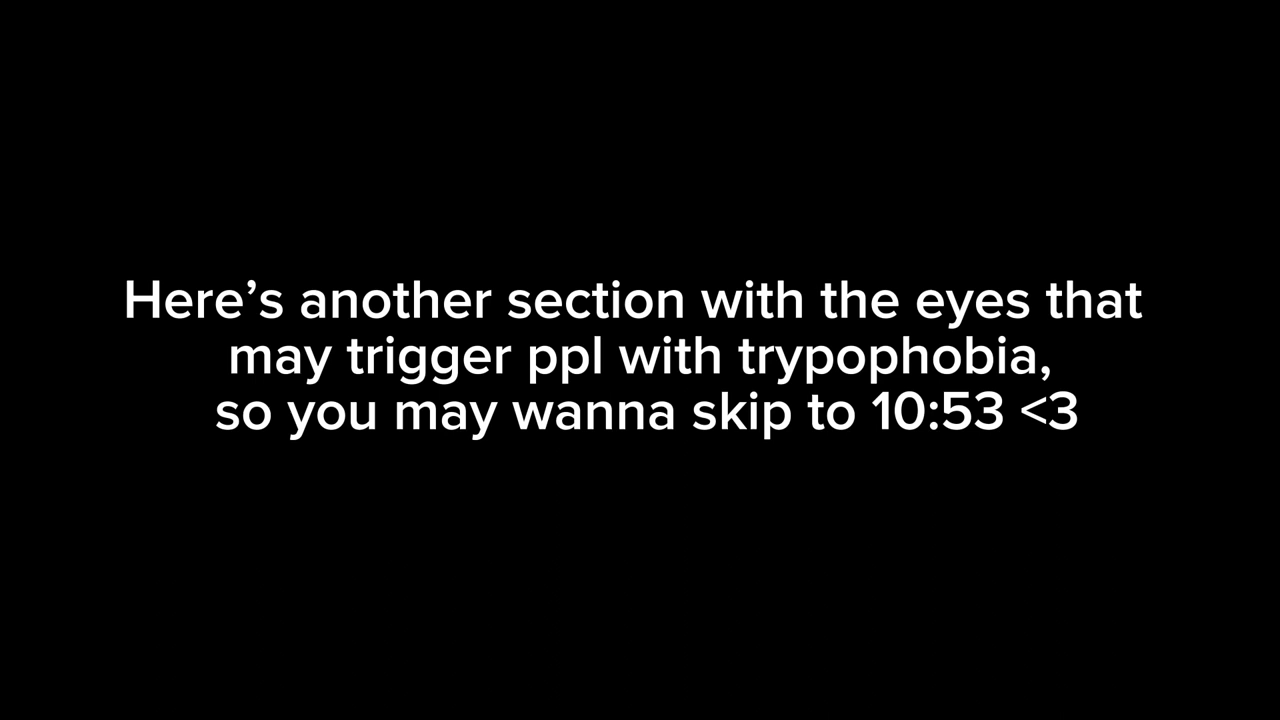 Here’s another section with the eyes that
may trigger ppl with trypophobia,
so you may wanna skip to 10:53 <3